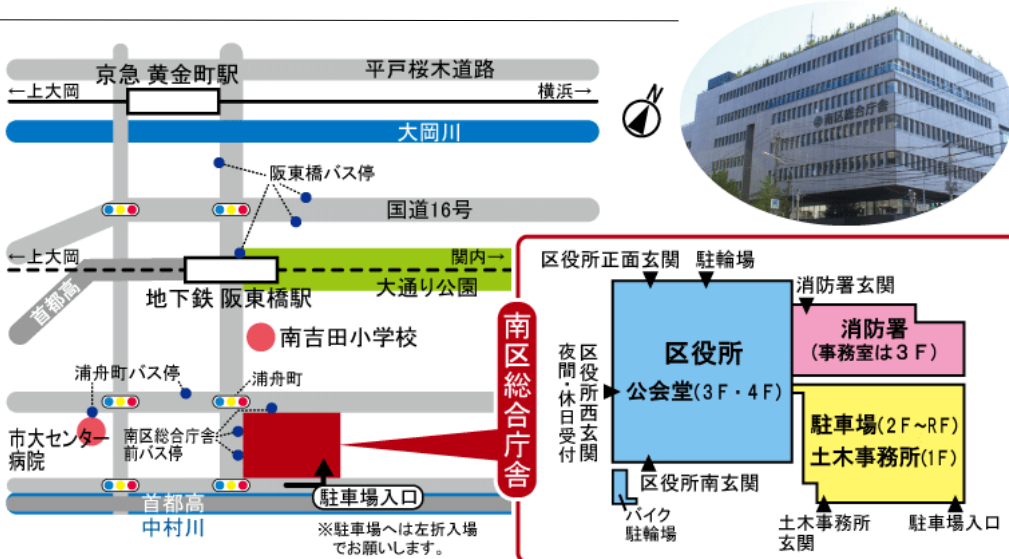 京急 黄金町駅
平戸桜木道路
←上大岡
横浜→
大岡川
N
阪東橋バス停
国道16号
←上大岡
関内→
首都高
大通り公園
地下鉄 阪東橋駅
南吉田小学校
浦舟町バス停
浦舟町
市大センター
病院
南区総合庁舎
前バス停
首都高
中村川
駐車場入口
※駐車場へは左折入場
でお願いします。
南区総合庁舎
南区総合庁舎
区役所正面玄関
駐輪場
消防署玄関
消防署
(事務室は3F)
区役所
公会堂(3F・4F)
区役所西玄関
夜間・休日受付
駐車場(2F~RF)
土木事務所(1F)
区役所南玄関
バイク
駐輪場
土木事務所
玄関
駐車場入口